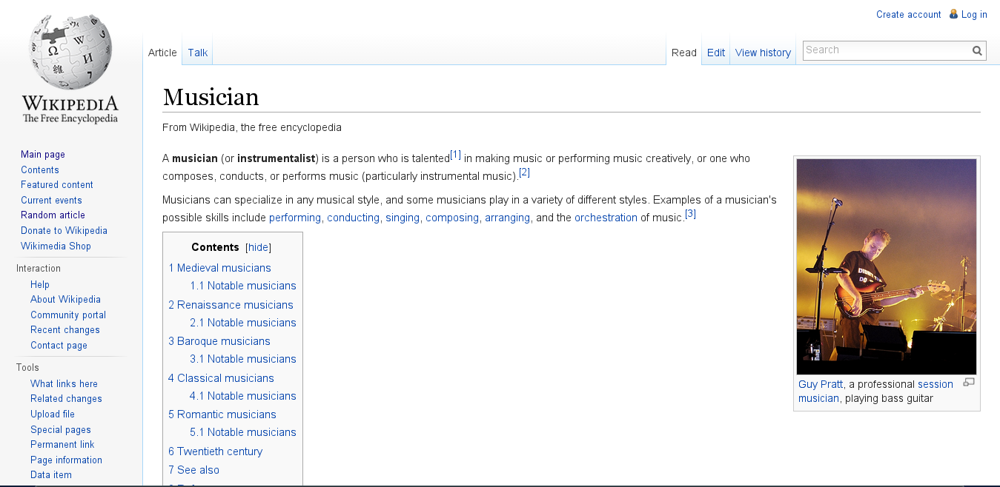 Create account Log in
Article Talk Read Edit View history Search
WIKIPEDIA
The Free Encyclopedia
Main page
Contents
Featured content
Current events
Random article
Donate to Wikipedia
Wikimedia Shop
Interaction
Help
About Wikipedia
Community portal
Recent changes
Contact page
Tools
What links here
Related changes
Upload file
Special pages
Permanent link
Page information
Data item
Musician
From Wikipedia, the free encyclopedia
A musician (or instrumentalist) is a person who is talented[1] in making music or performing music creatively, or one who
composes, conducts, or performs music (particularly instrumental music).[2]
Musicians can specialize in any musical style, and some musicians play in a variety of different styles. Examples of a musician's
possible skills include performing, conducting, singing, composing, arranging, and the orchestration of music.[3]
Contents [hide]
1 Medieval musicians
1.1 Notable musicians
2 Renaissance musicians
2.1 Notable musicians
3 Baroque musicians
3.1 Notable musicians
4 Classical musicians
4.1 Notable musicians
5 Romantic musicians
5.1 Notable musicians
6 Twentieth century
7 See also
Guy Pratt, a professional session
musician, playing bass guitar